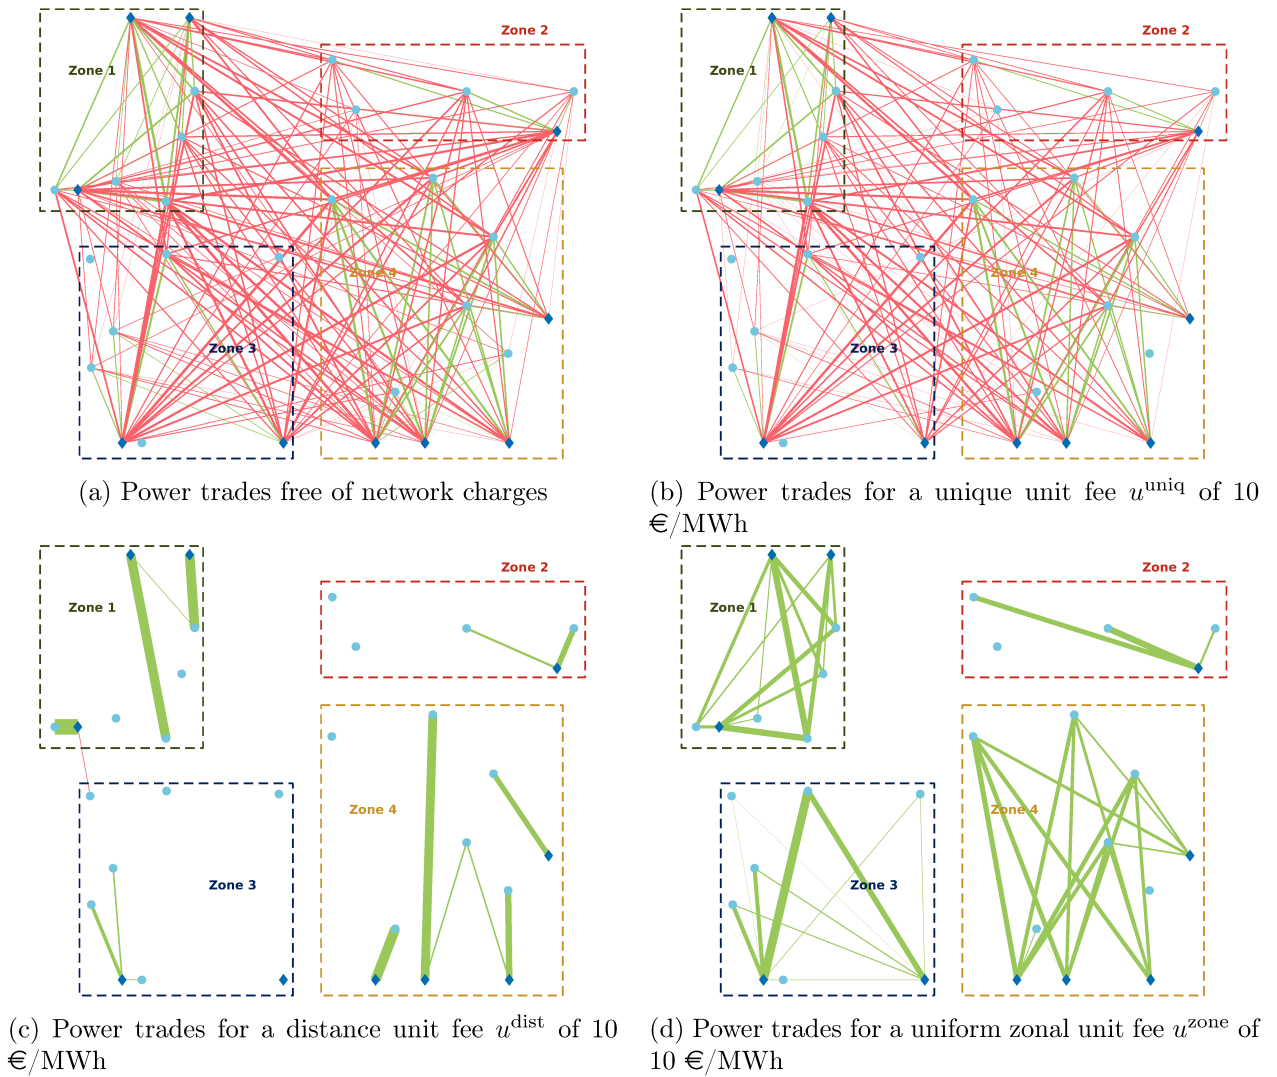 Zone 2
Zone 1
Zone 4
Zone 3
Zone 2
Zone 1
Zone 4
Zone 3
(a) Power trades free of network charges
(b) Power trades for a unique unit fee u^uniq of 10
€/MWh
Zone 2
Zone 1
Zone 4
Zone 3
Zone 2
Zone 1
Zone 4
Zone 3
(c) Power trades for a distance unit fee u^dist of 10
€/MWh
(d) Power trades for a uniform zonal unit fee u^zone of
10 €/MWh